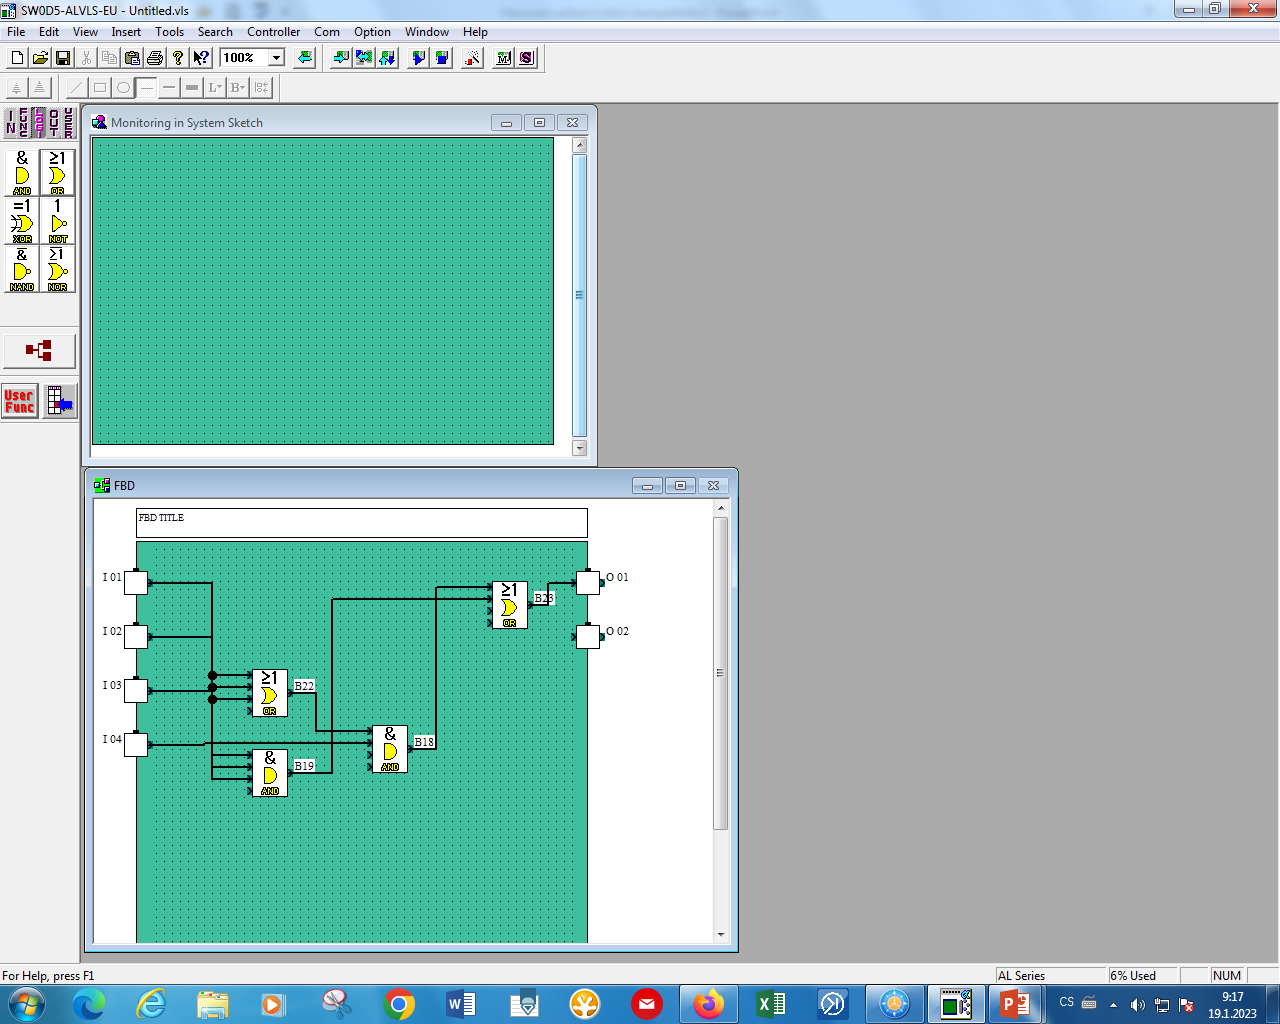 SW0D5-ALVLS-EU - Untitled.vls
File Edit View Insert Tools Search Controller Com Option Window Help
100%
L B
IN FUNC LOGI OUT USER
Monitoring in System Sketch
& ≥1
AND OR
=1 1
XOR NOT
& ≥1
NAND NOR
User
Func
FBD
FBD TITLE
I 01
I 02
I 03
I 04
≥1
OR
B23
O 01
O 02
≥1
OR
B22
&
AND
B18
&
AND
B19
For Help, press F1
AL Series
6% Used
NUM
CS
9:17
19.1.2023